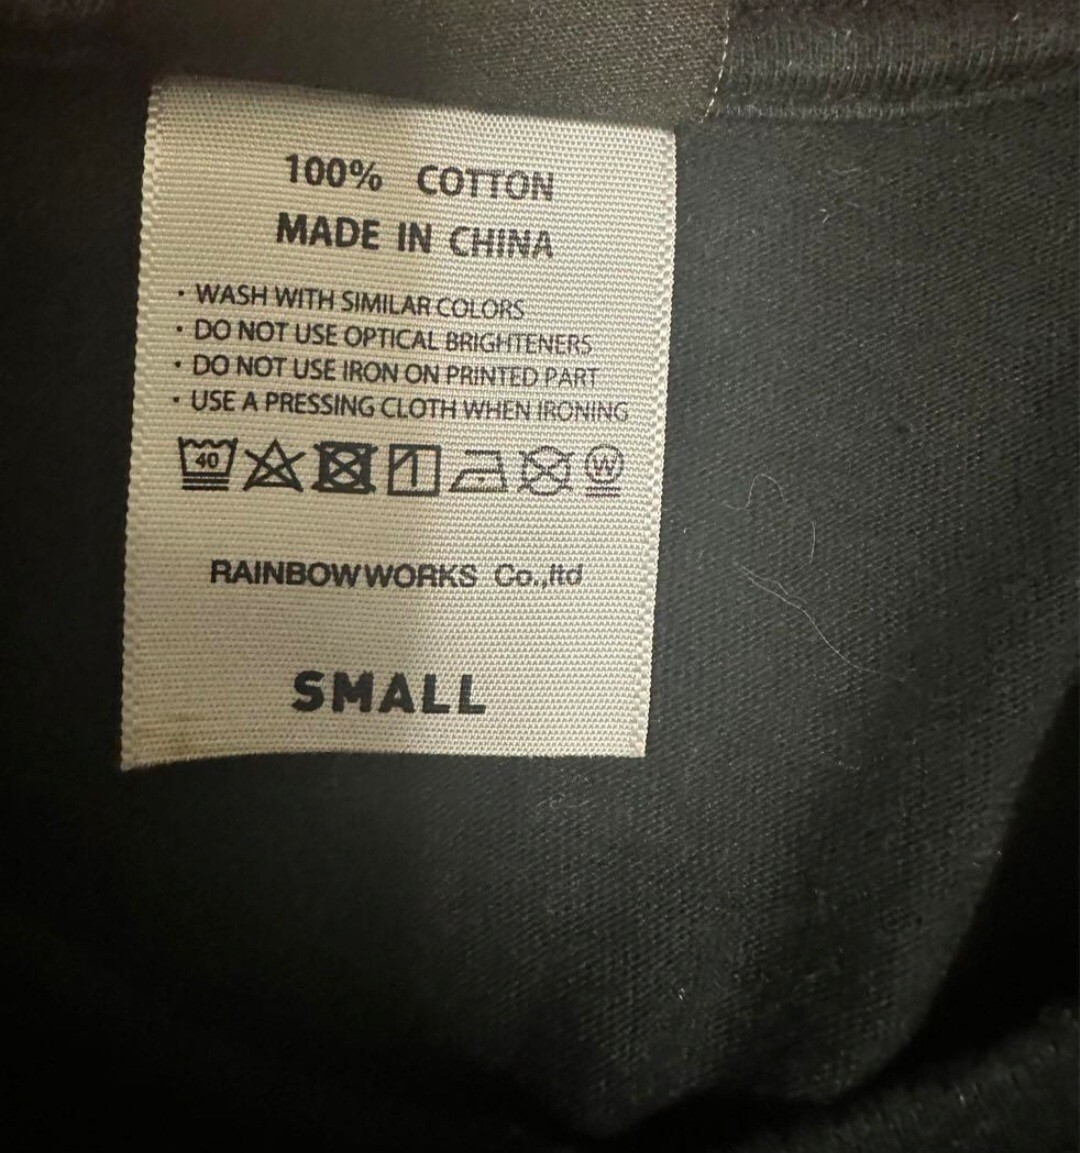 100% COTTON
MADE IN CHINA
· WASH WITH SIMILAR COLORS
· DO NOT USE OPTICAL BRIGHTENERS
· DO NOT USE IRON ON PRINTED PART
· USE A PRESSING CLOTH WHEN IRONING
40 W
RAINBOWWORKS Co.,ltd
SMALL